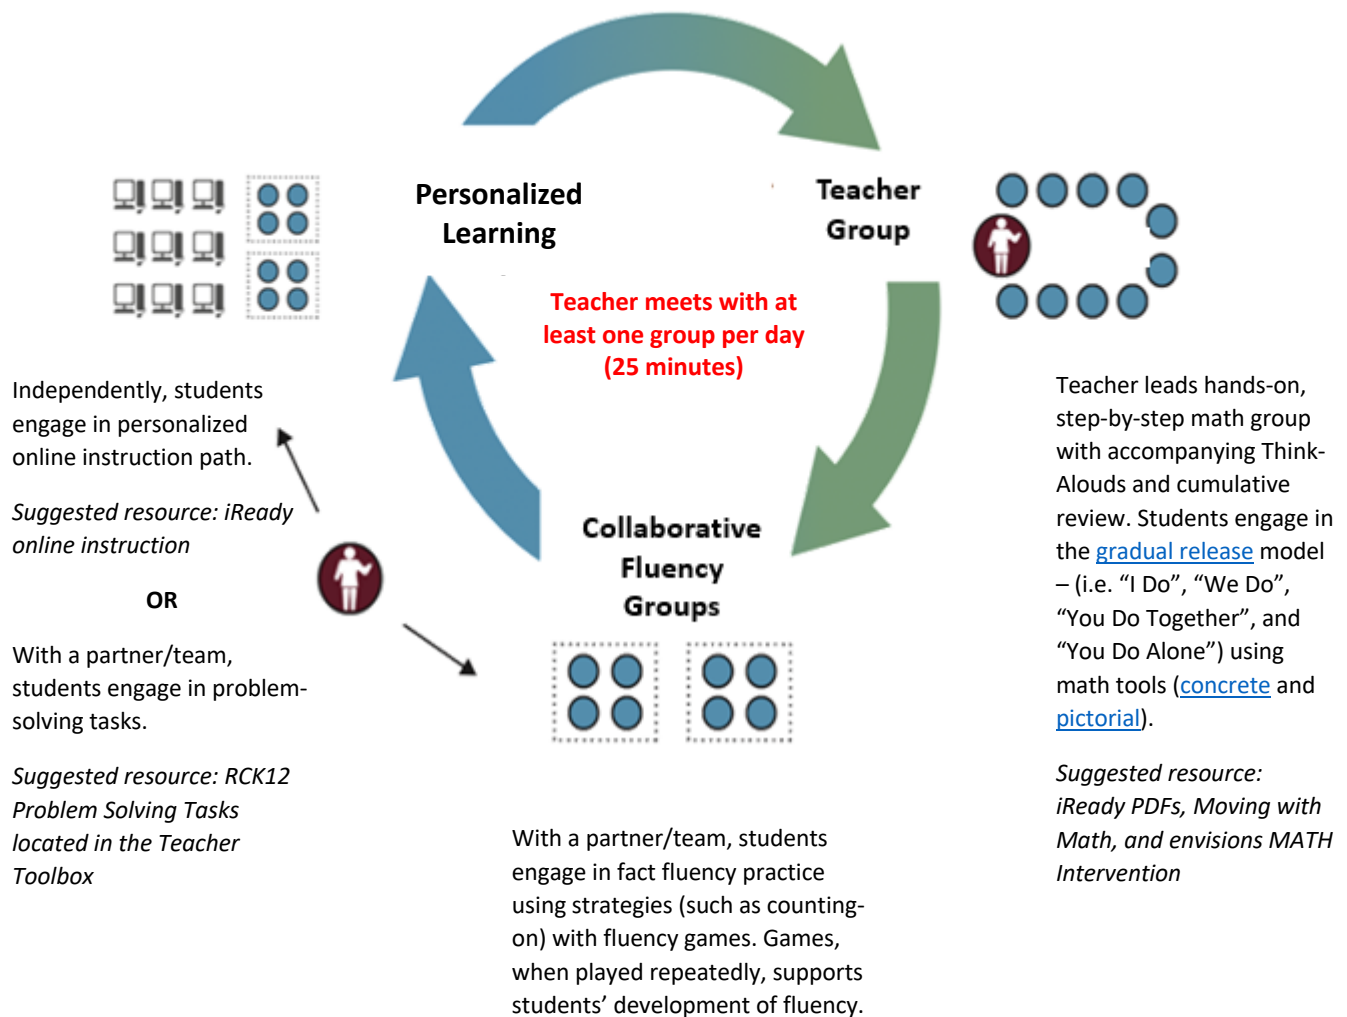 Personalized
Learning
Teacher
Group
Teacher meets with at
least one group per day
(25 minutes)
Independently, students
engage in personalized
online instruction path.
Suggested resource: iReady
online instruction
OR
With a partner/team,
students engage in problem-
solving tasks.
Suggested resource: RCK12
Problem Solving Tasks
located in the Teacher
Toolbox
Collaborative
Fluency
Groups
With a partner/team, students
engage in fact fluency practice
using strategies (such as counting-
on) with fluency games. Games,
when played repeatedly, supports
students’ development of fluency.
Teacher leads hands-on,
step-by-step math group
with accompanying Think-
Alouds and cumulative
review. Students engage in
the gradual release model
– (i.e. “I Do”, “We Do”,
“You Do Together”, and
“You Do Alone”) using
math tools (concrete and
pictorial).
Suggested resource:
iReady PDFs, Moving with
Math, and envisions MATH
Intervention